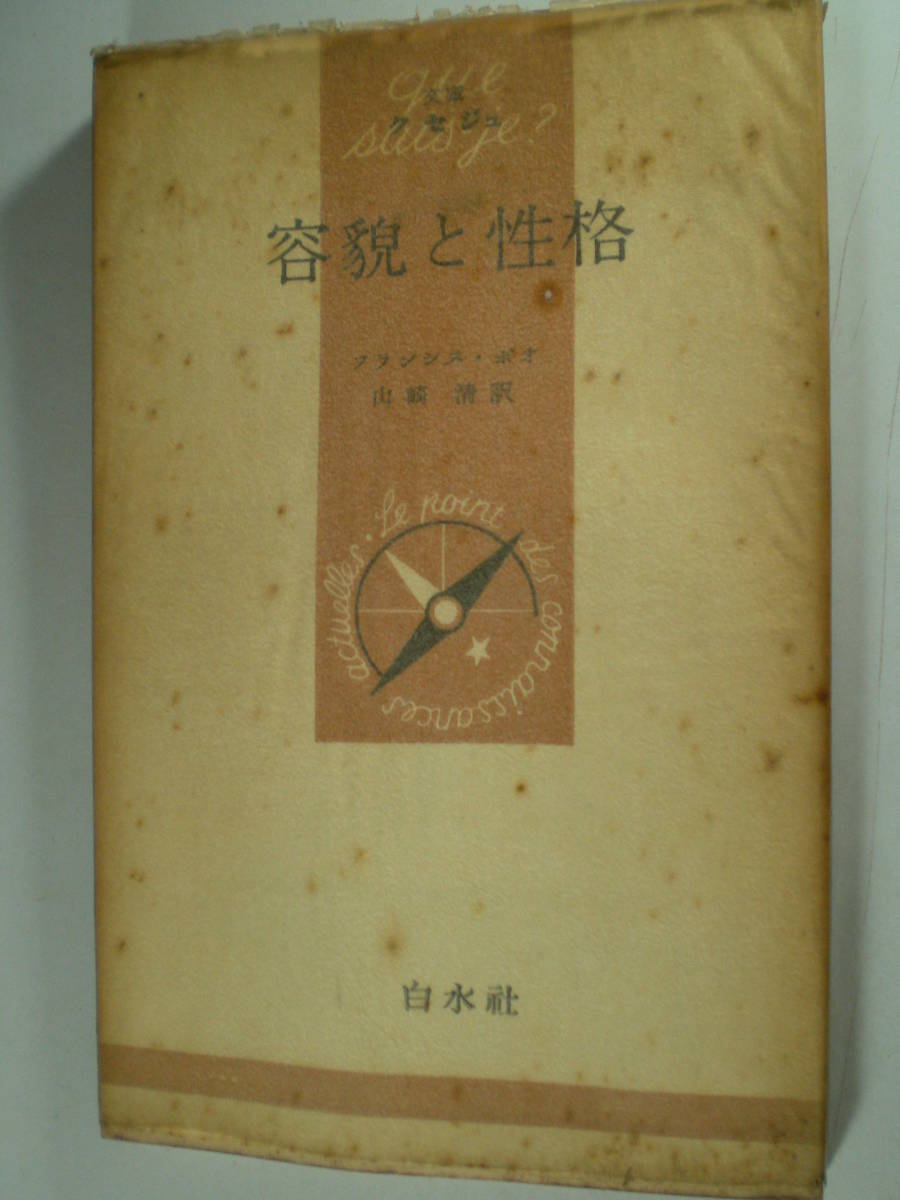 que
sais je?
文庫
クセジュ
容貌と性格
フランシス・ボオ
山崎 清訳
Le point des connaissances actuelles.
白水社